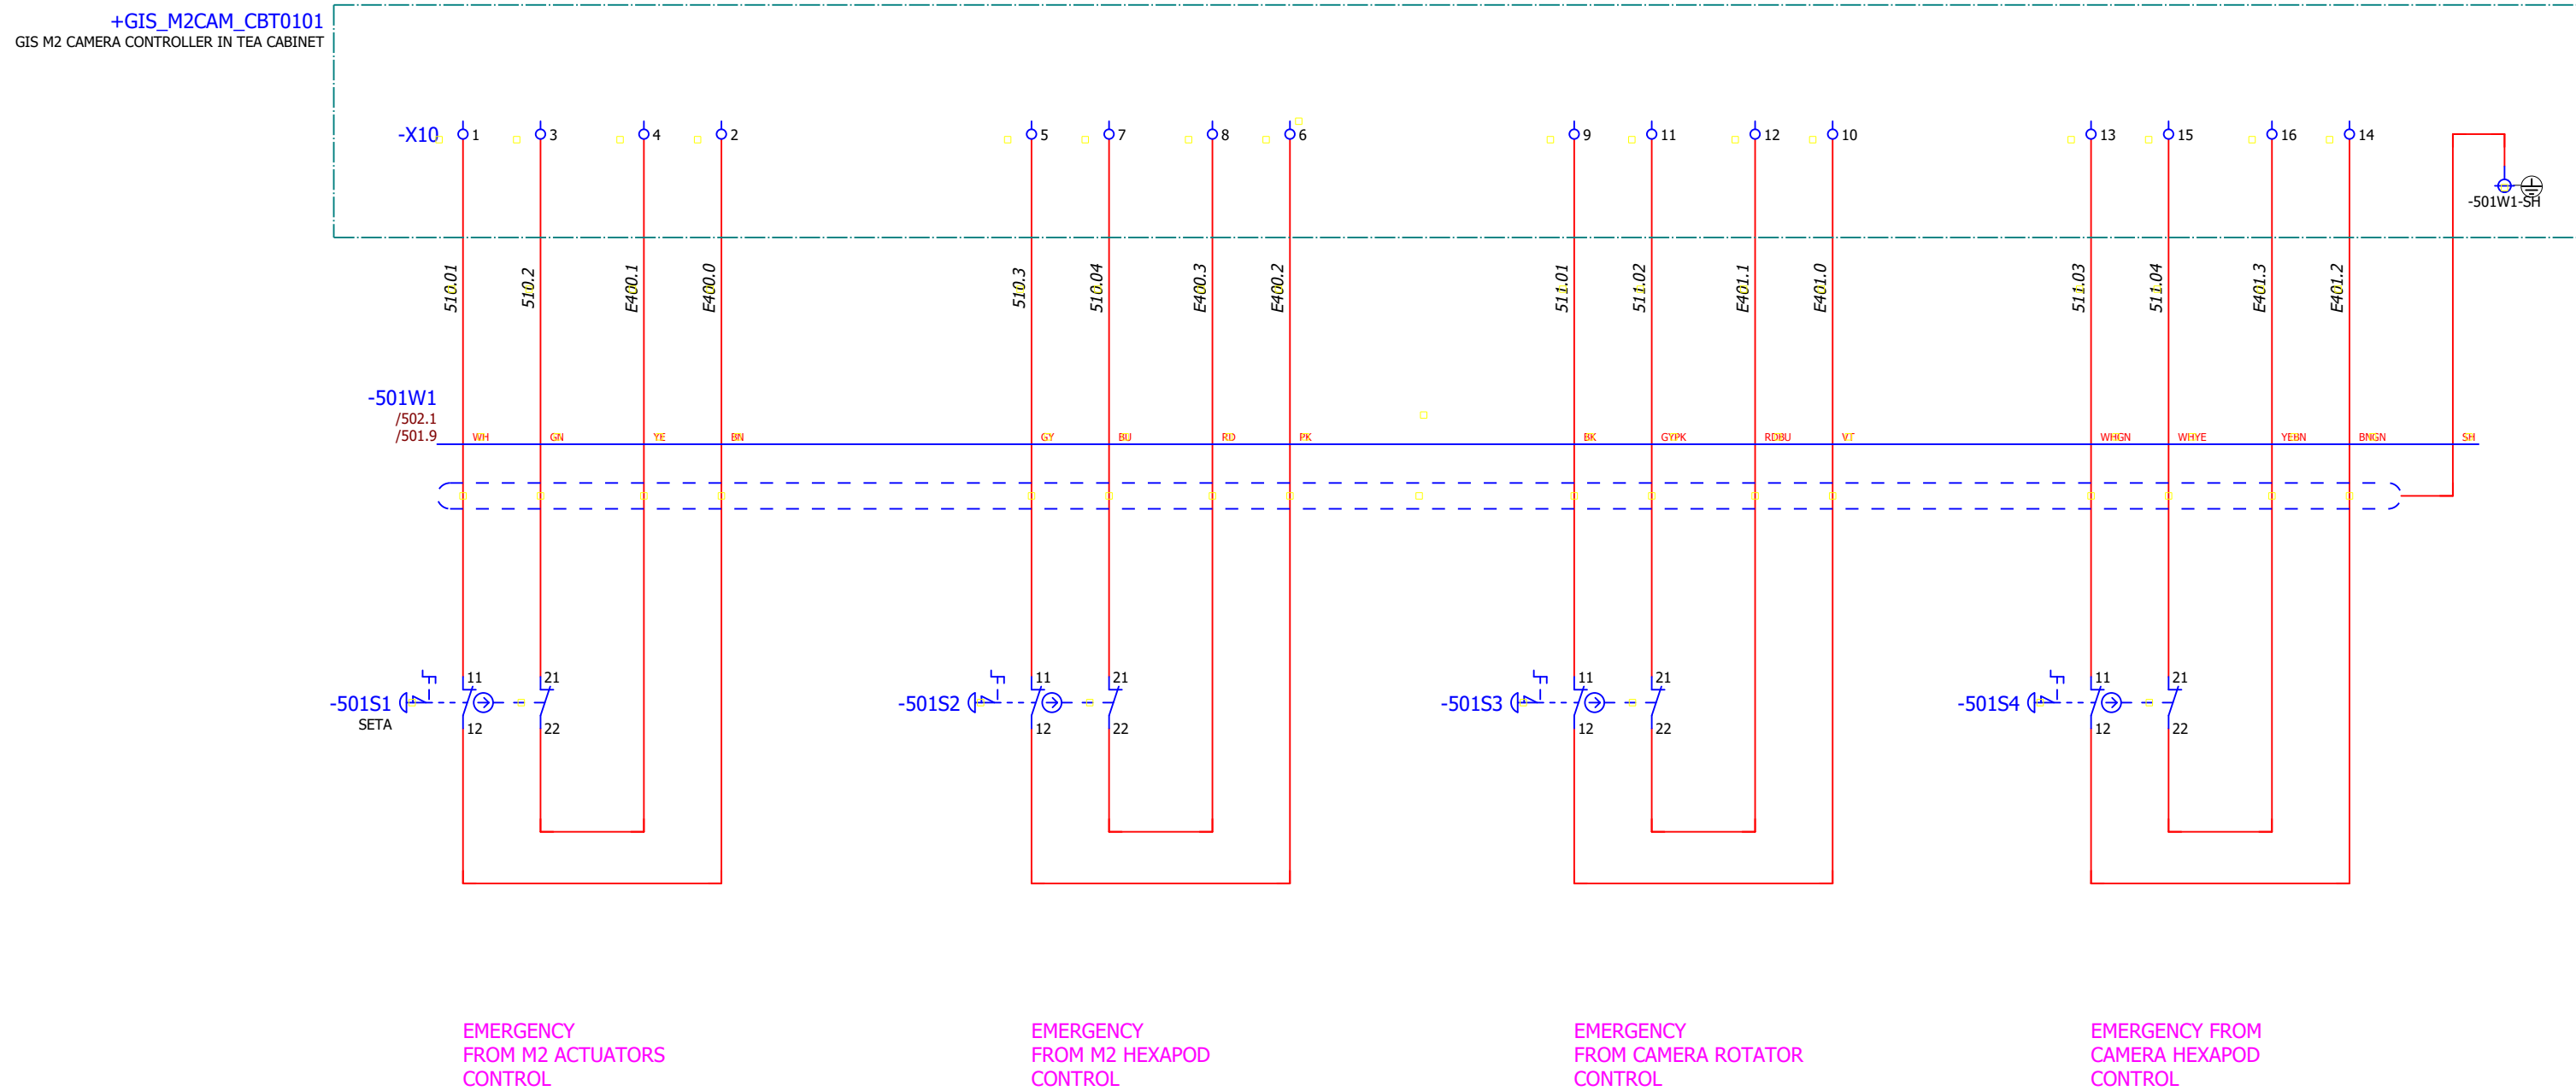 +GIS_M2CAM_CBT0101
GIS M2 CAMERA CONTROLLER IN TEA CABINET
-X10 1 3 4 2 5 7 8 6 9 11 12 10 13 15 16 14
-501W1-SH
510.01 510.2 E400.1 E400.0 510.3 510.04 E400.3 E400.2 511.01 511.02 E401.1 E401.0 511.03 511.04 E401.3 E401.2
-501W1
/502.1
/501.9
WH GN YE BN GY BU RD PK BK GYPK RDBU VT WHGN WHYE YEBN BNGN SH
11 21 11 21 11 21 11 21
-501S1 -501S2 -501S3 -501S4
SETA
12 22 12 22 12 22 12 22
EMERGENCY
FROM M2 ACTUATORS
CONTROL
EMERGENCY
FROM M2 HEXAPOD
CONTROL
EMERGENCY
FROM CAMERA ROTATOR
CONTROL
EMERGENCY FROM
CAMERA HEXAPOD
CONTROL